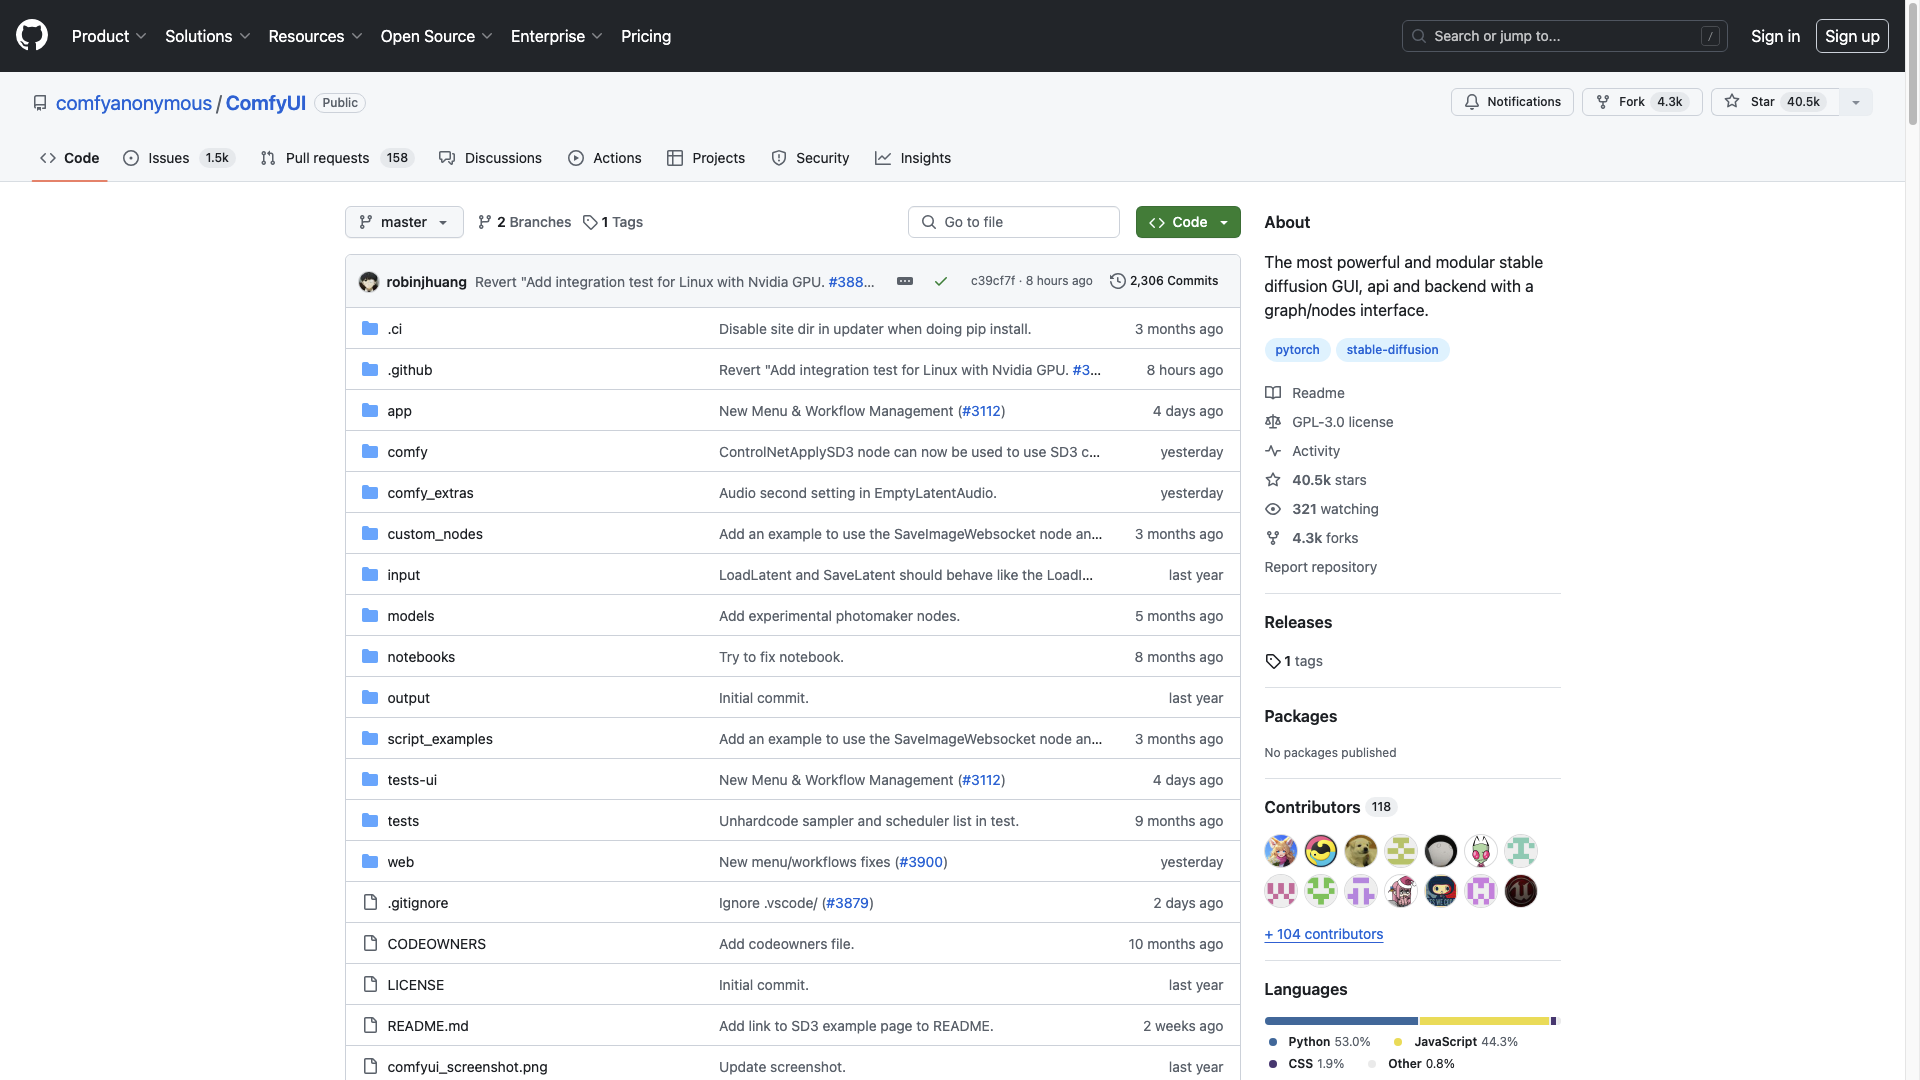 Product Solutions Resources Open Source Enterprise Pricing Search or jump to... / Sign in Sign up
comfyanonymous / ComfyUI Public Notifications Fork 4.3k Star 40.5k
Code Issues 1.5k Pull requests 158 Discussions Actions Projects Security Insights
master 2 Branches 1 Tags Go to file Code
robinjhuang Revert "Add integration test for Linux with Nvidia GPU. #388... c39cf7f · 8 hours ago 2,306 Commits
.ci Disable site dir in updater when doing pip install. 3 months ago
.github Revert "Add integration test for Linux with Nvidia GPU. #3... 8 hours ago
app New Menu & Workflow Management (#3112) 4 days ago
comfy ControlNetApplySD3 node can now be used to use SD3 c... yesterday
comfy_extras Audio second setting in EmptyLatentAudio. yesterday
custom_nodes Add an example to use the SaveImageWebsocket node an... 3 months ago
input LoadLatent and SaveLatent should behave like the LoadI... last year
models Add experimental photomaker nodes. 5 months ago
notebooks Try to fix notebook. 8 months ago
output Initial commit. last year
script_examples Add an example to use the SaveImageWebsocket node an... 3 months ago
tests-ui New Menu & Workflow Management (#3112) 4 days ago
tests Unhardcode sampler and scheduler list in test. 9 months ago
web New menu/workflows fixes (#3900) yesterday
.gitignore Ignore .vscode/ (#3879) 2 days ago
CODEOWNERS Add codeowners file. 10 months ago
LICENSE Initial commit. last year
README.md Add link to SD3 example page to README. 2 weeks ago
comfyui_screenshot.png Update screenshot. last year
About
The most powerful and modular stable
diffusion GUI, api and backend with a
graph/nodes interface.
pytorch stable-diffusion
Readme
GPL-3.0 license
Activity
40.5k stars
321 watching
4.3k forks
Report repository
Releases
1 tags
Packages
No packages published
Contributors 118
+ 104 contributors
Languages
Python 53.0% JavaScript 44.3%
CSS 1.9% Other 0.8%